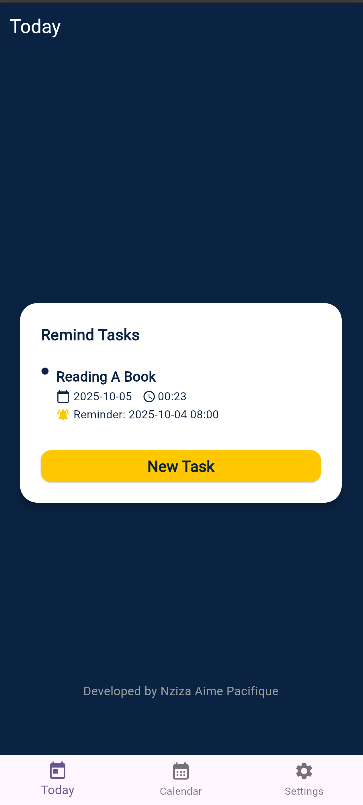 Today
Remind Tasks
Reading A Book
2025-10-05 00:23
Reminder: 2025-10-04 08:00
New Task
Developed by Nziza Aime Pacifique
Today Calendar Settings